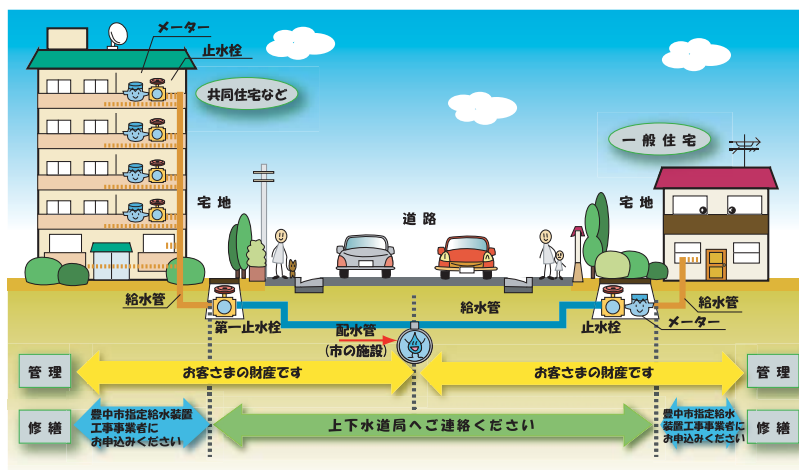 メーター
止水栓
共同住宅など
一般住宅
宅地
道路
宅地
給水管
第一止水栓
配水管
(市の施設)
給水管
止水栓
メーター
給水管
管理
お客さまの財産です
お客さまの財産です
管理
修繕
豊中市指定給水装置
工事事業者に
お申込みください
上下水道局へご連絡ください
豊中市指定給水
装置工事事業者に
お申込みください
修繕